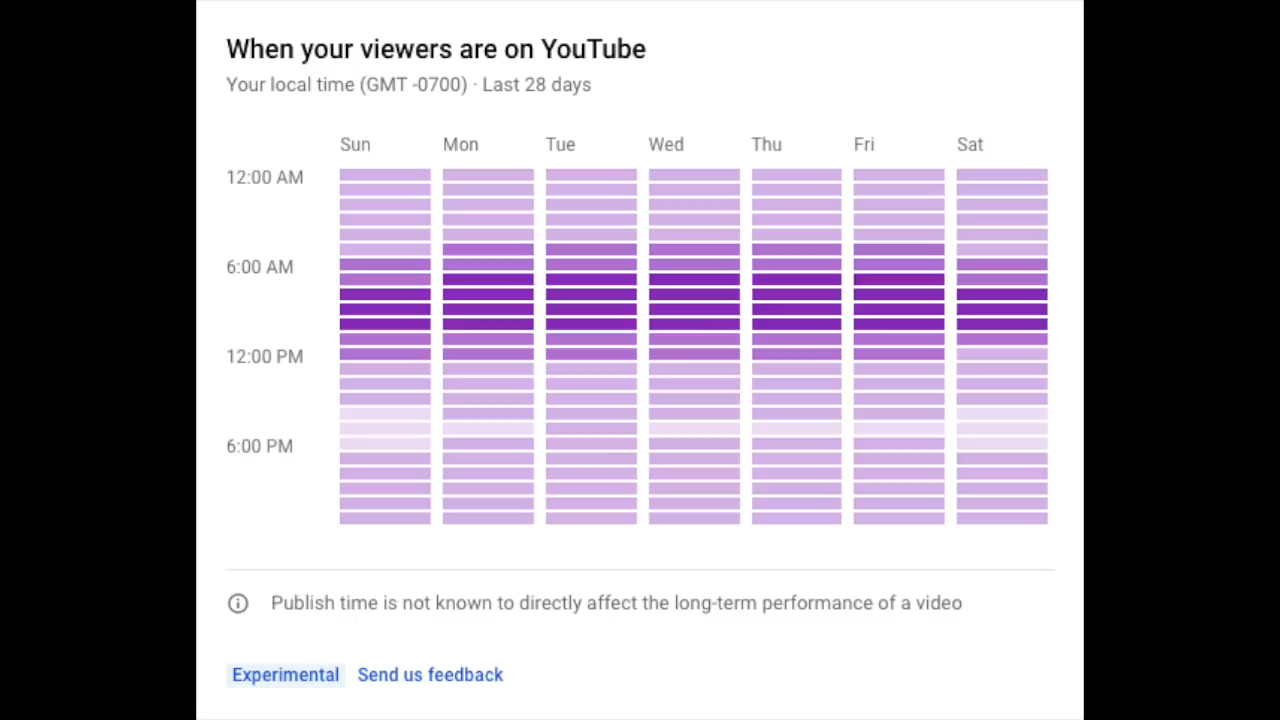 When your viewers are on YouTube
Your local time (GMT -0700) · Last 28 days
Sun Mon Tue Wed Thu Fri Sat
12:00 AM
6:00 AM
12:00 PM
6:00 PM
Publish time is not known to directly affect the long-term performance of a video
Experimental Send us feedback